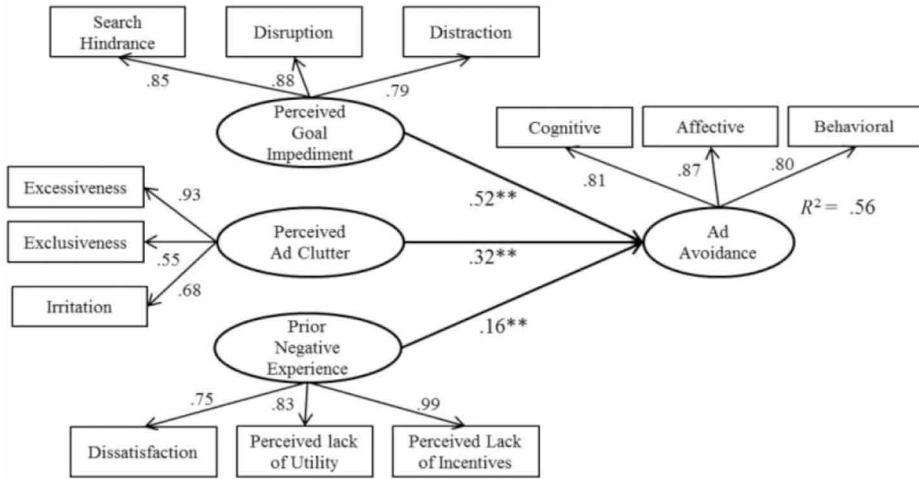 Search
Hindrance
Disruption
Distraction
.85
.88
.79
Perceived
Goal
Impediment
Cognitive
Affective
Behavioral
.81
.87
.80
.52**
R² = .56
Excessiveness
.93
Exclusiveness
.55
Irritation
.68
Perceived
Ad Clutter
.32**
Ad
Avoidance
Prior
Negative
Experience
.16**
.75
.83
.99
Dissatisfaction
Perceived lack
of Utility
Perceived Lack
of Incentives